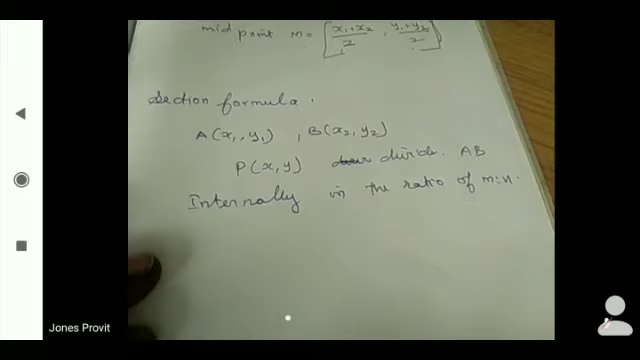 mid point M = [ x₁+x₂ / 2 , y₁+y₂ / 2 ]
Section formula.
A(x₁, y₁) , B(x₂, y₂)
P(x, y) divide AB
Internally in the ratio of m:n.
Jones Provit